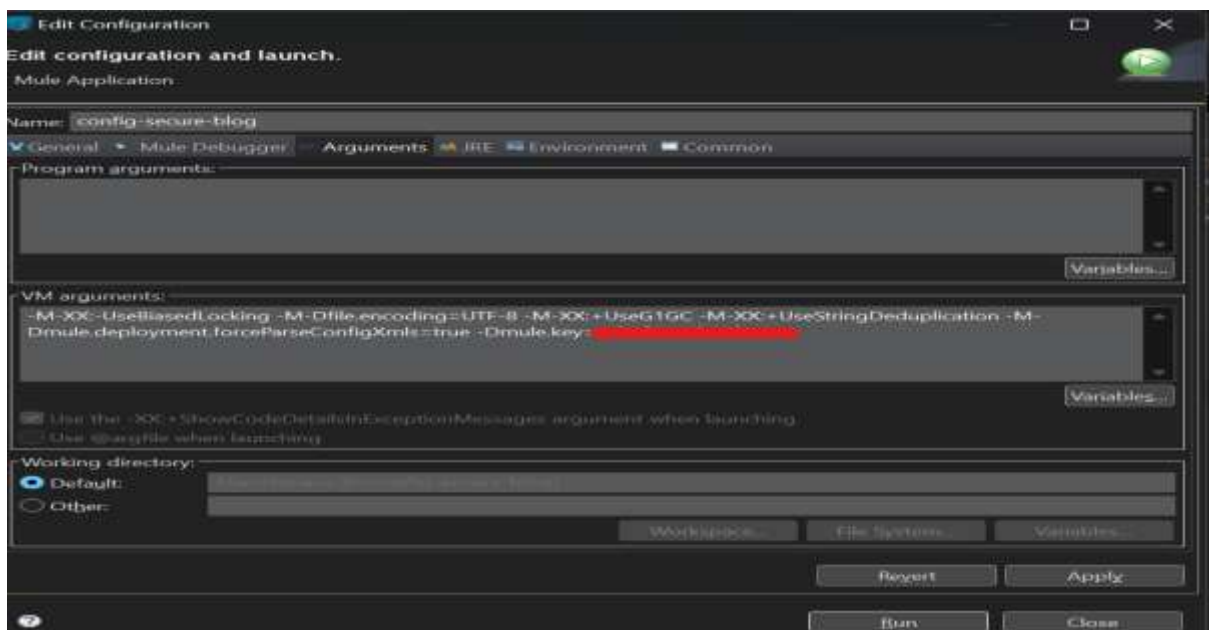 Edit Configuration
Edit configuration and launch.
Mule Application
Name: config-secure-blog
General Mule Debugger Arguments JRE Environment Common
Program arguments:
Variables...
VM arguments:
-M-XX:-UseBiasedLocking -M-Dfile.encoding=UTF-8 -M-XX:+UseG1GC -M-XX:+UseStringDeduplication -M-
Dmule.deployment.forceParseConfigXmls=true -Dmule.key=
Variables...
Use the -XX:+ShowCodeDetailsInExceptionMessages argument when launching
Use @argfile when launching
Working directory:
Default:
Other:
Workspace... File System... Variables...
Revert Apply
Run Close